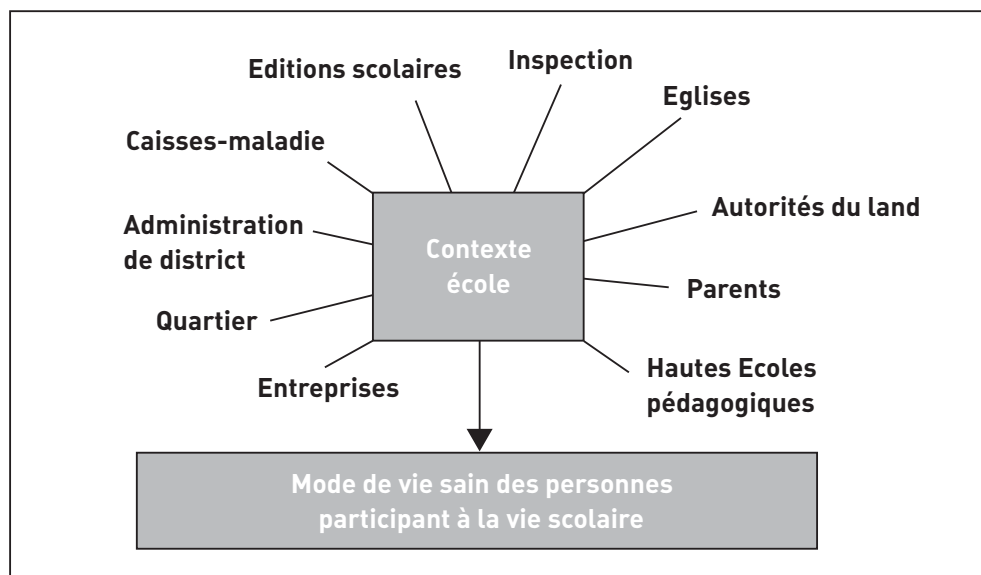 Editions scolaires
Inspection
Eglises
Caisses-maladie
Autorités du land
Administration
de district
Contexte
école
Parents
Quartier
Entreprises
Hautes Ecoles
pédagogiques
Mode de vie sain des personnes
participant à la vie scolaire